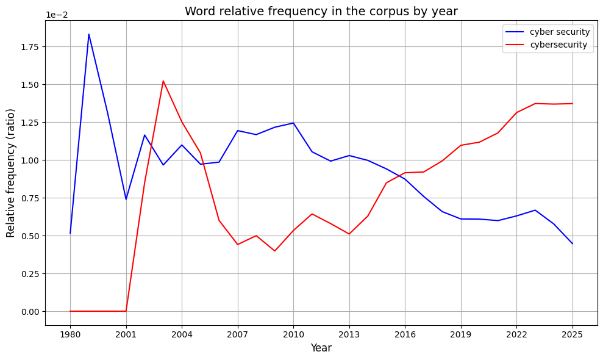 Word relative frequency in the corpus by year
1e−2
cyber security
cybersecurity
Relative frequency (ratio)
1.75
1.50
1.25
1.00
0.75
0.50
0.25
0.00
1980 2001 2004 2007 2010 2013 2016 2019 2022 2025
Year